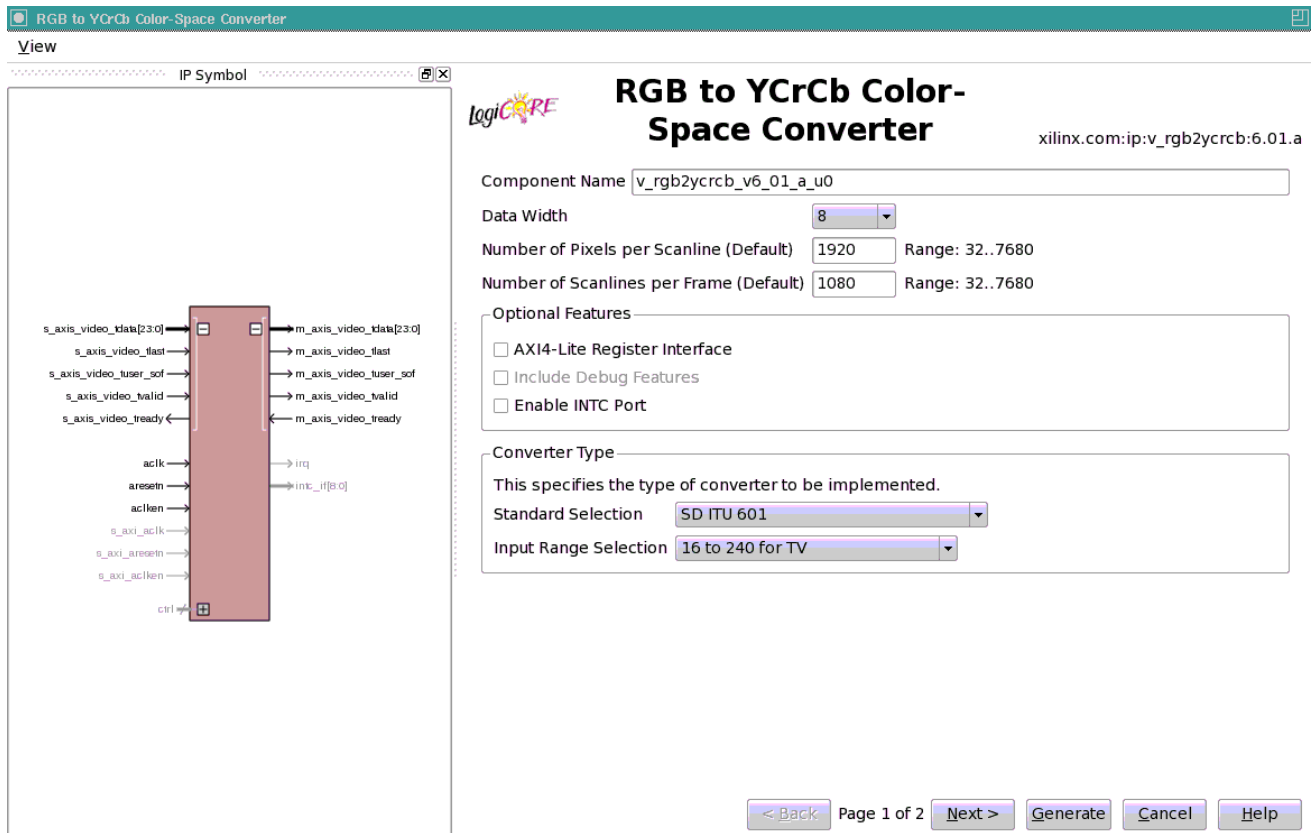 RGB to YCrCb Color-Space Converter
View
IP Symbol
s_axis_video_tdata[23:0]
s_axis_video_tlast
s_axis_video_tuser_sof
s_axis_video_tvalid
s_axis_video_tready
aclk
aresetn
aclken
s_axi_aclk
s_axi_aresetn
s_axi_aclken
ctrl
m_axis_video_tdata[23:0]
m_axis_video_tlast
m_axis_video_tuser_sof
m_axis_video_tvalid
m_axis_video_tready
irq
intc_if[8:0]
logiCORE
RGB to YCrCb Color-
Space Converter
xilinx.com:ip:v_rgb2ycrcb:6.01.a
Component Name v_rgb2ycrcb_v6_01_a_u0
Data Width 8
Number of Pixels per Scanline (Default) 1920 Range: 32..7680
Number of Scanlines per Frame (Default) 1080 Range: 32..7680
Optional Features
AXI4-Lite Register Interface
Include Debug Features
Enable INTC Port
Converter Type
This specifies the type of converter to be implemented.
Standard Selection SD ITU 601
Input Range Selection 16 to 240 for TV
< Back Page 1 of 2 Next > Generate Cancel Help